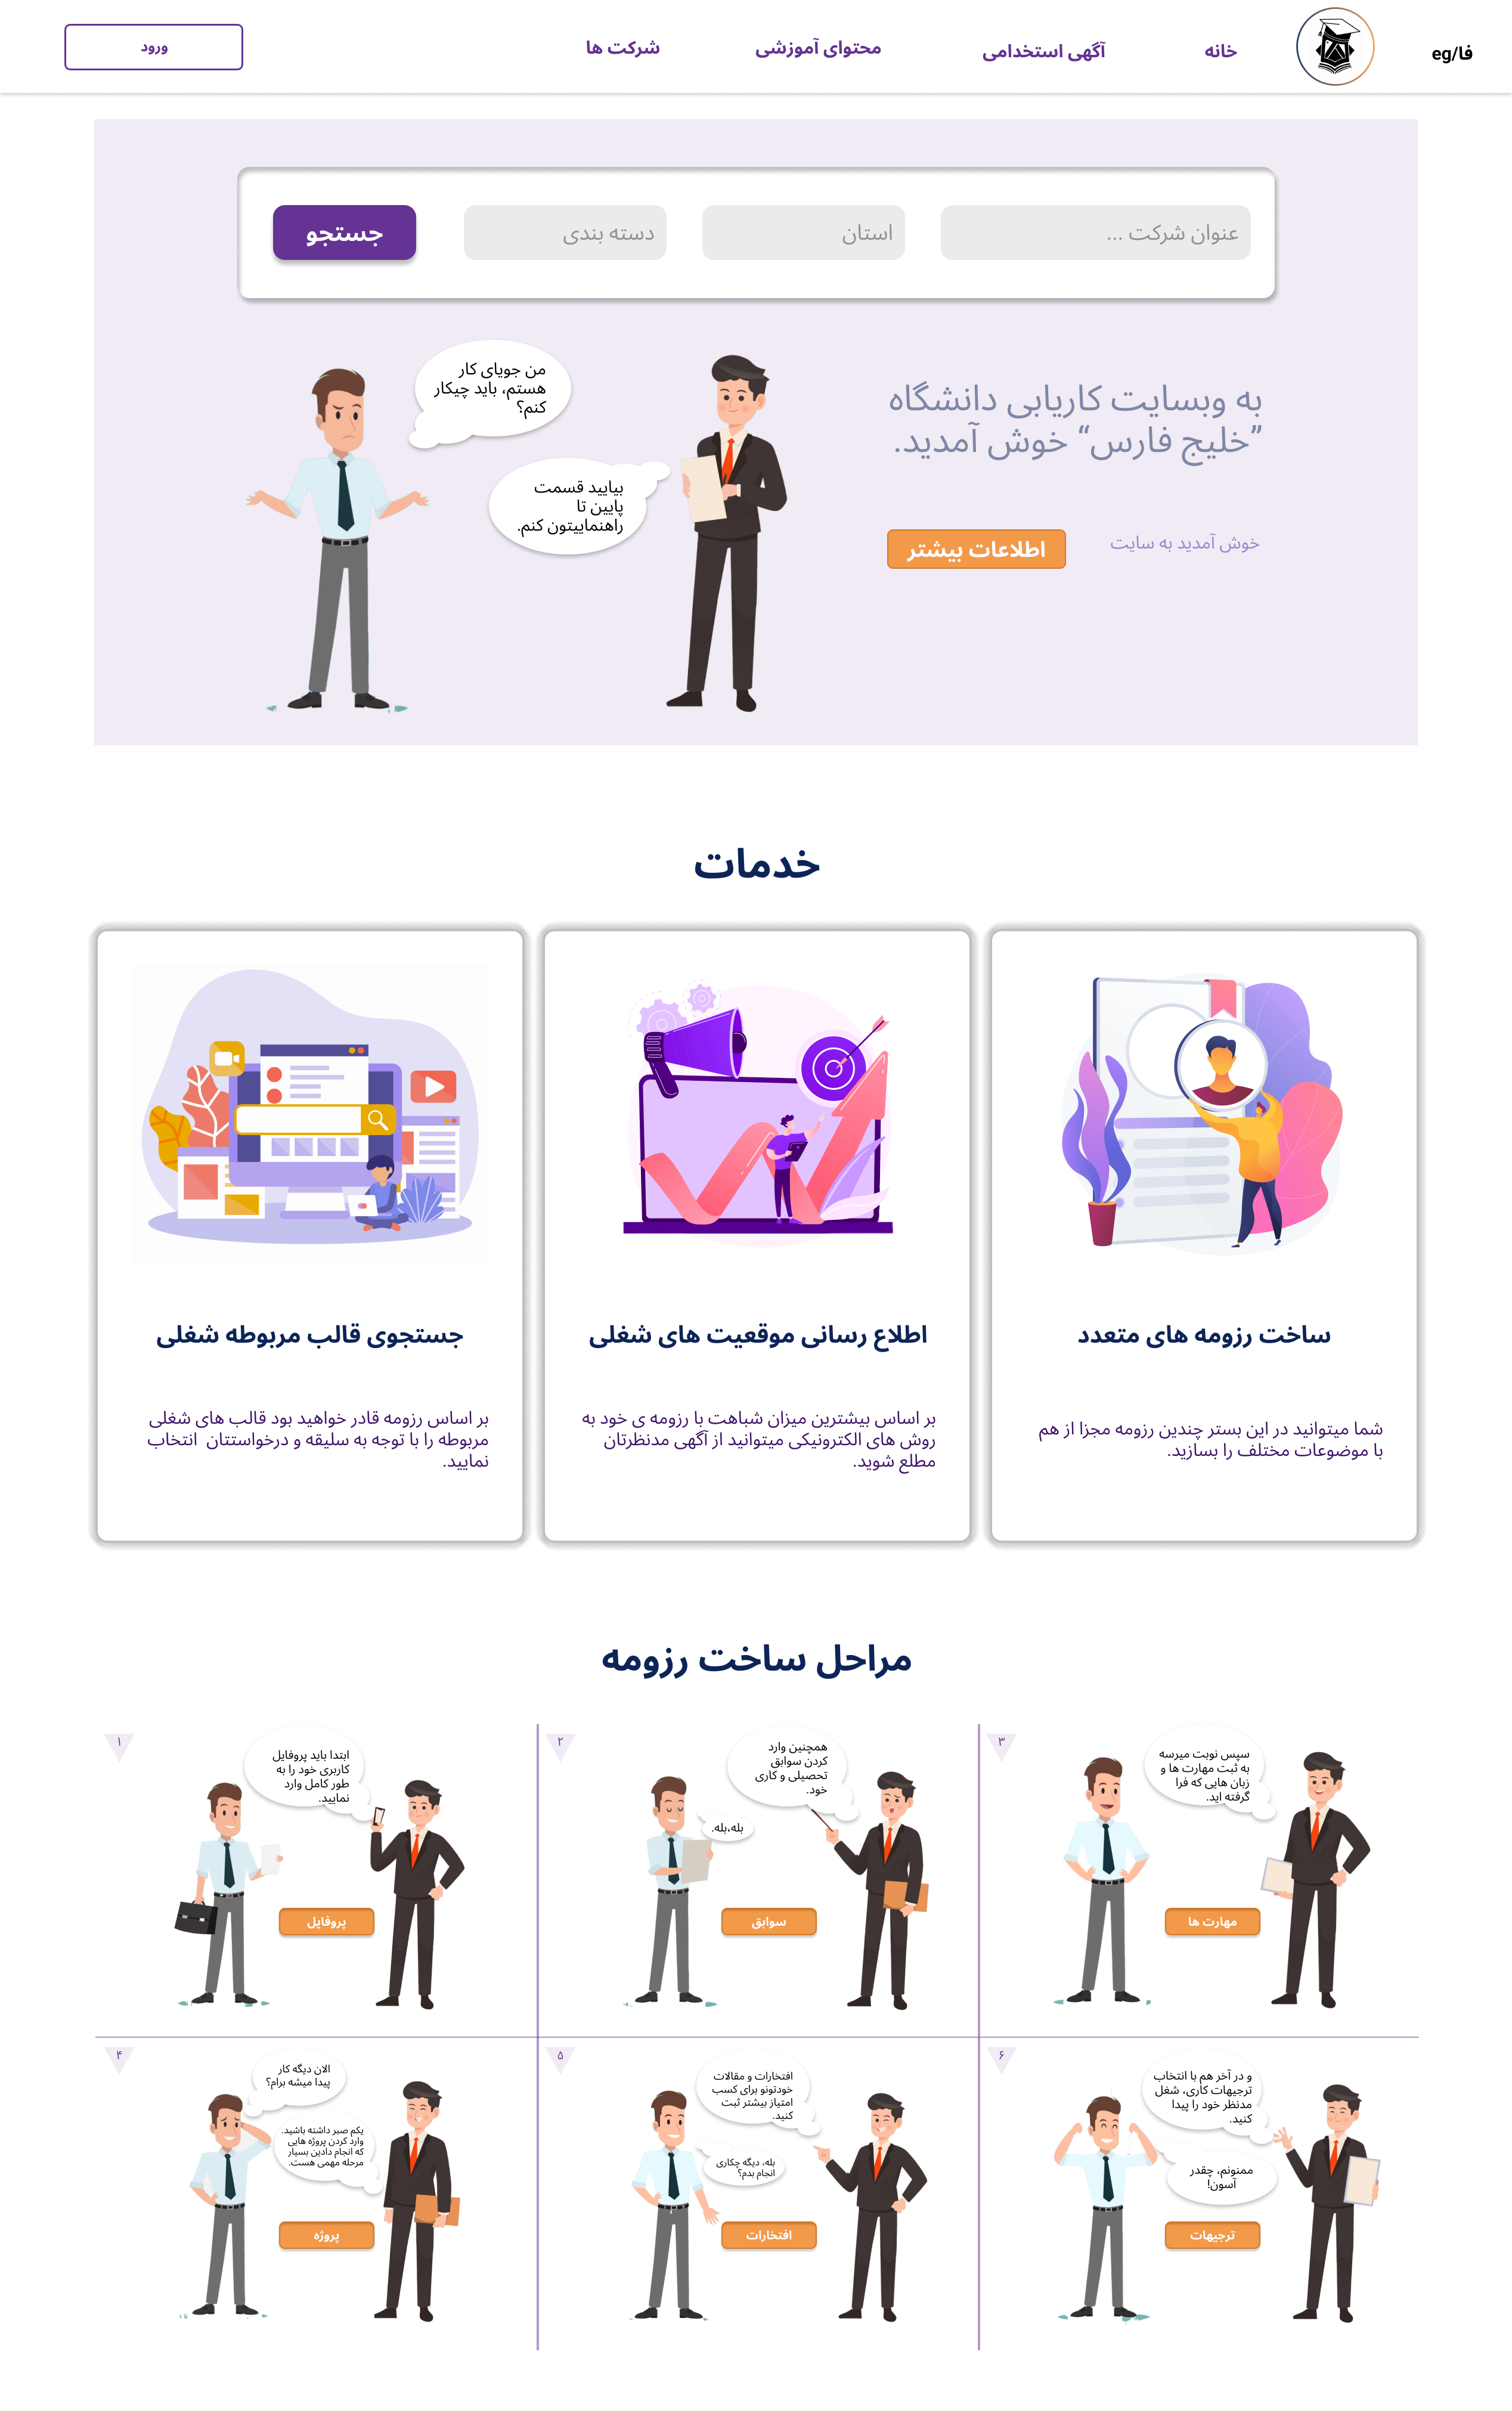 فا/eg
خانه
آگهی استخدامی
محتوای آموزشی
شرکت ها
ورود
عنوان شرکت ...
استان
دسته بندی
جستجو
به وبسایت کاریابی دانشگاه
”خلیج فارس“ خوش آمدید.
خوش آمدید به سایت
اطلاعات بیشتر
من جویای کار
هستم، باید چیکار
کنم؟
بیایید قسمت
پایین تا
راهنماییتون کنم.
خدمات
ساخت رزومه های متعدد
شما میتوانید در این بستر چندین رزومه مجزا از هم
با موضوعات مختلف را بسازید.
اطلاع رسانی موقعیت های شغلی
بر اساس بیشترین میزان شباهت با رزومه ی خود به
روش های الکترونیکی میتوانید از آگهی مدنظرتان
مطلع شوید.
جستجوی قالب مربوطه شغلی
بر اساس رزومه قادر خواهید بود قالب های شغلی
مربوطه را با توجه به سلیقه و درخواستتان انتخاب
نمایید.
مراحل ساخت رزومه
۱
ابتدا باید پروفایل
کاربری خود را به
طور کامل وارد
نمایید.
پروفایل
۲
همچنین وارد
کردن سوابق
تحصیلی و کاری
خود.
بله،بله.
سوابق
۳
سپس نوبت میرسه
به ثبت مهارت ها و
زبان هایی که فرا
گرفته اید.
مهارت ها
۴
الان دیگه کار
پیدا میشه برام؟
یکم صبر داشته باشید.
وارد کردن پروژه هایی
که انجام دادین بسیار
مرحله مهمی هست.
پروژه
۵
افتخارات و مقالات
خودتونو برای کسب
امتیاز بیشتر ثبت
کنید.
بله، دیگه چکاری
انجام بدم؟
افتخارات
۶
و در آخر هم با انتخاب
ترجیهات کاری، شغل
مدنظر خود را پیدا
کنید.
ممنونم، چقدر
آسون!
ترجیهات